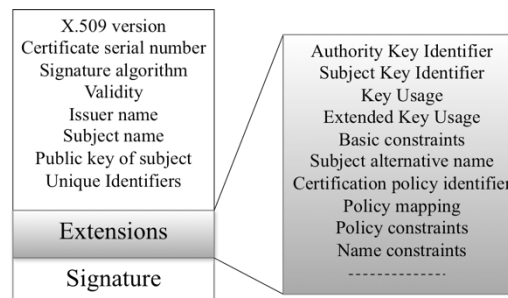 X.509 version
Certificate serial number
Signature algorithm
Validity
Issuer name
Subject name
Public key of subject
Unique Identifiers
Extensions
Signature
Authority Key Identifier
Subject Key Identifier
Key Usage
Extended Key Usage
Basic constraints
Subject alternative name
Certification policy identifier
Policy mapping
Policy constraints
Name constraints
--------------